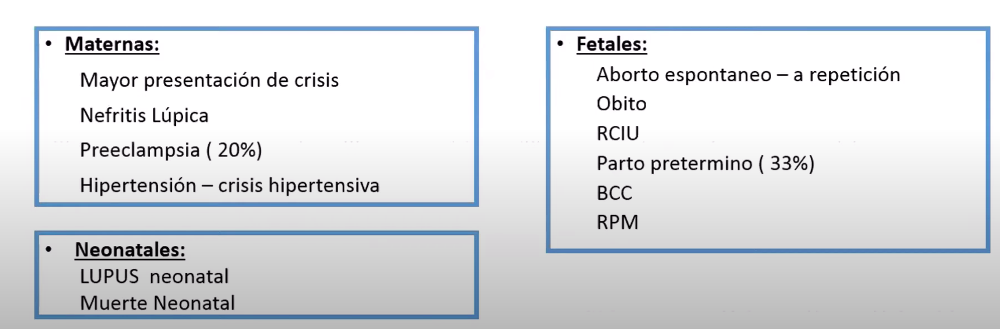 • Maternas:
Mayor presentación de crisis
Nefritis Lúpica
Preeclampsia ( 20%)
Hipertensión – crisis hipertensiva
• Neonatales:
LUPUS neonatal
Muerte Neonatal
• Fetales:
Aborto espontaneo – a repetición
Obito
RCIU
Parto pretermino ( 33%)
BCC
RPM